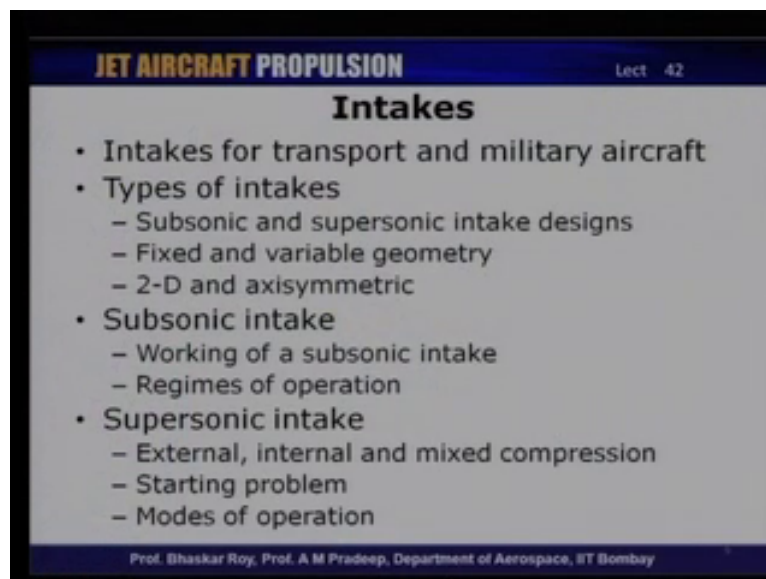 JET AIRCRAFT PROPULSION Lect 42
Intakes
• Intakes for transport and military aircraft
• Types of intakes
– Subsonic and supersonic intake designs
– Fixed and variable geometry
– 2-D and axisymmetric
• Subsonic intake
– Working of a subsonic intake
– Regimes of operation
• Supersonic intake
– External, internal and mixed compression
– Starting problem
– Modes of operation
Prof. Bhaskar Roy, Prof. A M Pradeep, Department of Aerospace, IIT Bombay